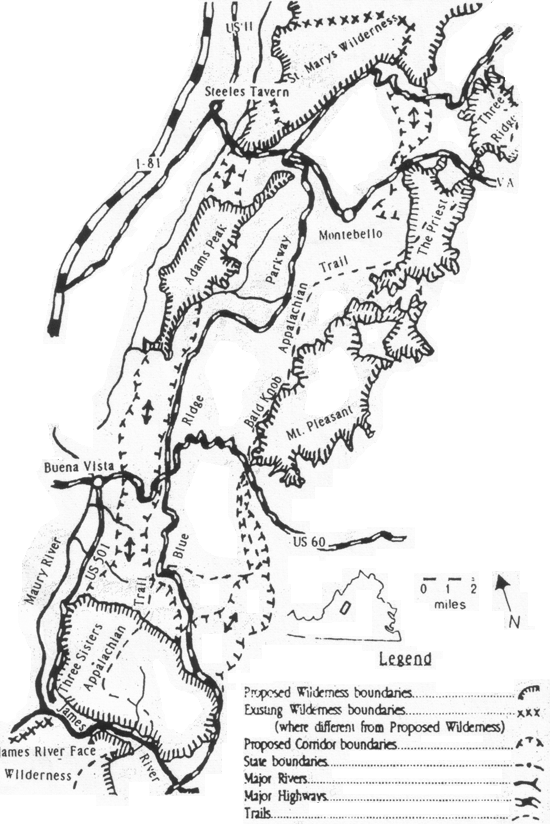 US 11
St. Marys Wilderness
Steeles Tavern
Three
Ridge
I-81
VA
Montebello
The Priest
Adams Peak
Parkway
Appalachian
Trail
Bald Knob
Mt. Pleasant
Ridge
Buena Vista
US 60
Blue
Maury River
US 501
Trail
Appalachian
Three Sisters
James
River
ames River Face
Wilderness
0 1 2
miles
N
Legend
Proposed Wilderness boundaries
Existing Wilderness boundaries xxx
(where different from Proposed Wilderness)
Proposed Corridor boundaries
State boundaries
Major Rivers
Major Highways
Trails